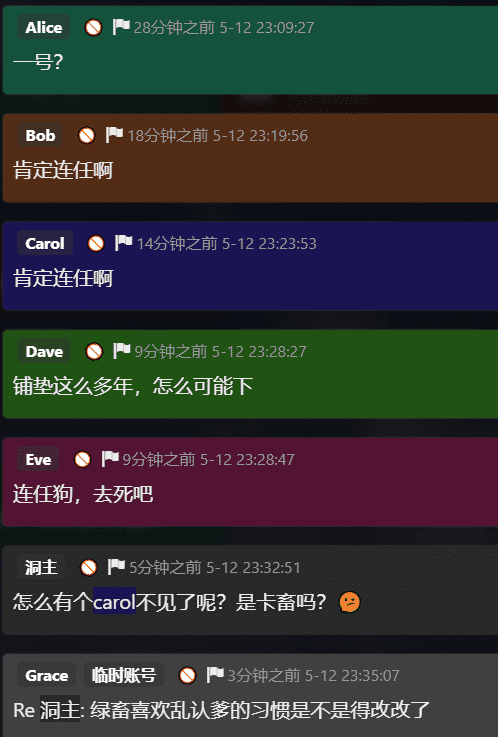 Alice 28分钟之前 5-12 23:09:27
一号？
Bob 18分钟之前 5-12 23:19:56
肯定连任啊
Carol 14分钟之前 5-12 23:23:53
肯定连任啊
Dave 9分钟之前 5-12 23:28:27
铺垫这么多年，怎么可能下
Eve 9分钟之前 5-12 23:28:47
连任狗，去死吧
洞主 5分钟之前 5-12 23:32:51
怎么有个carol不见了呢？是卡畜吗？
Grace 临时账号 3分钟之前 5-12 23:35:07
Re 洞主: 绿畜喜欢乱认爹的习惯是不是得改改了